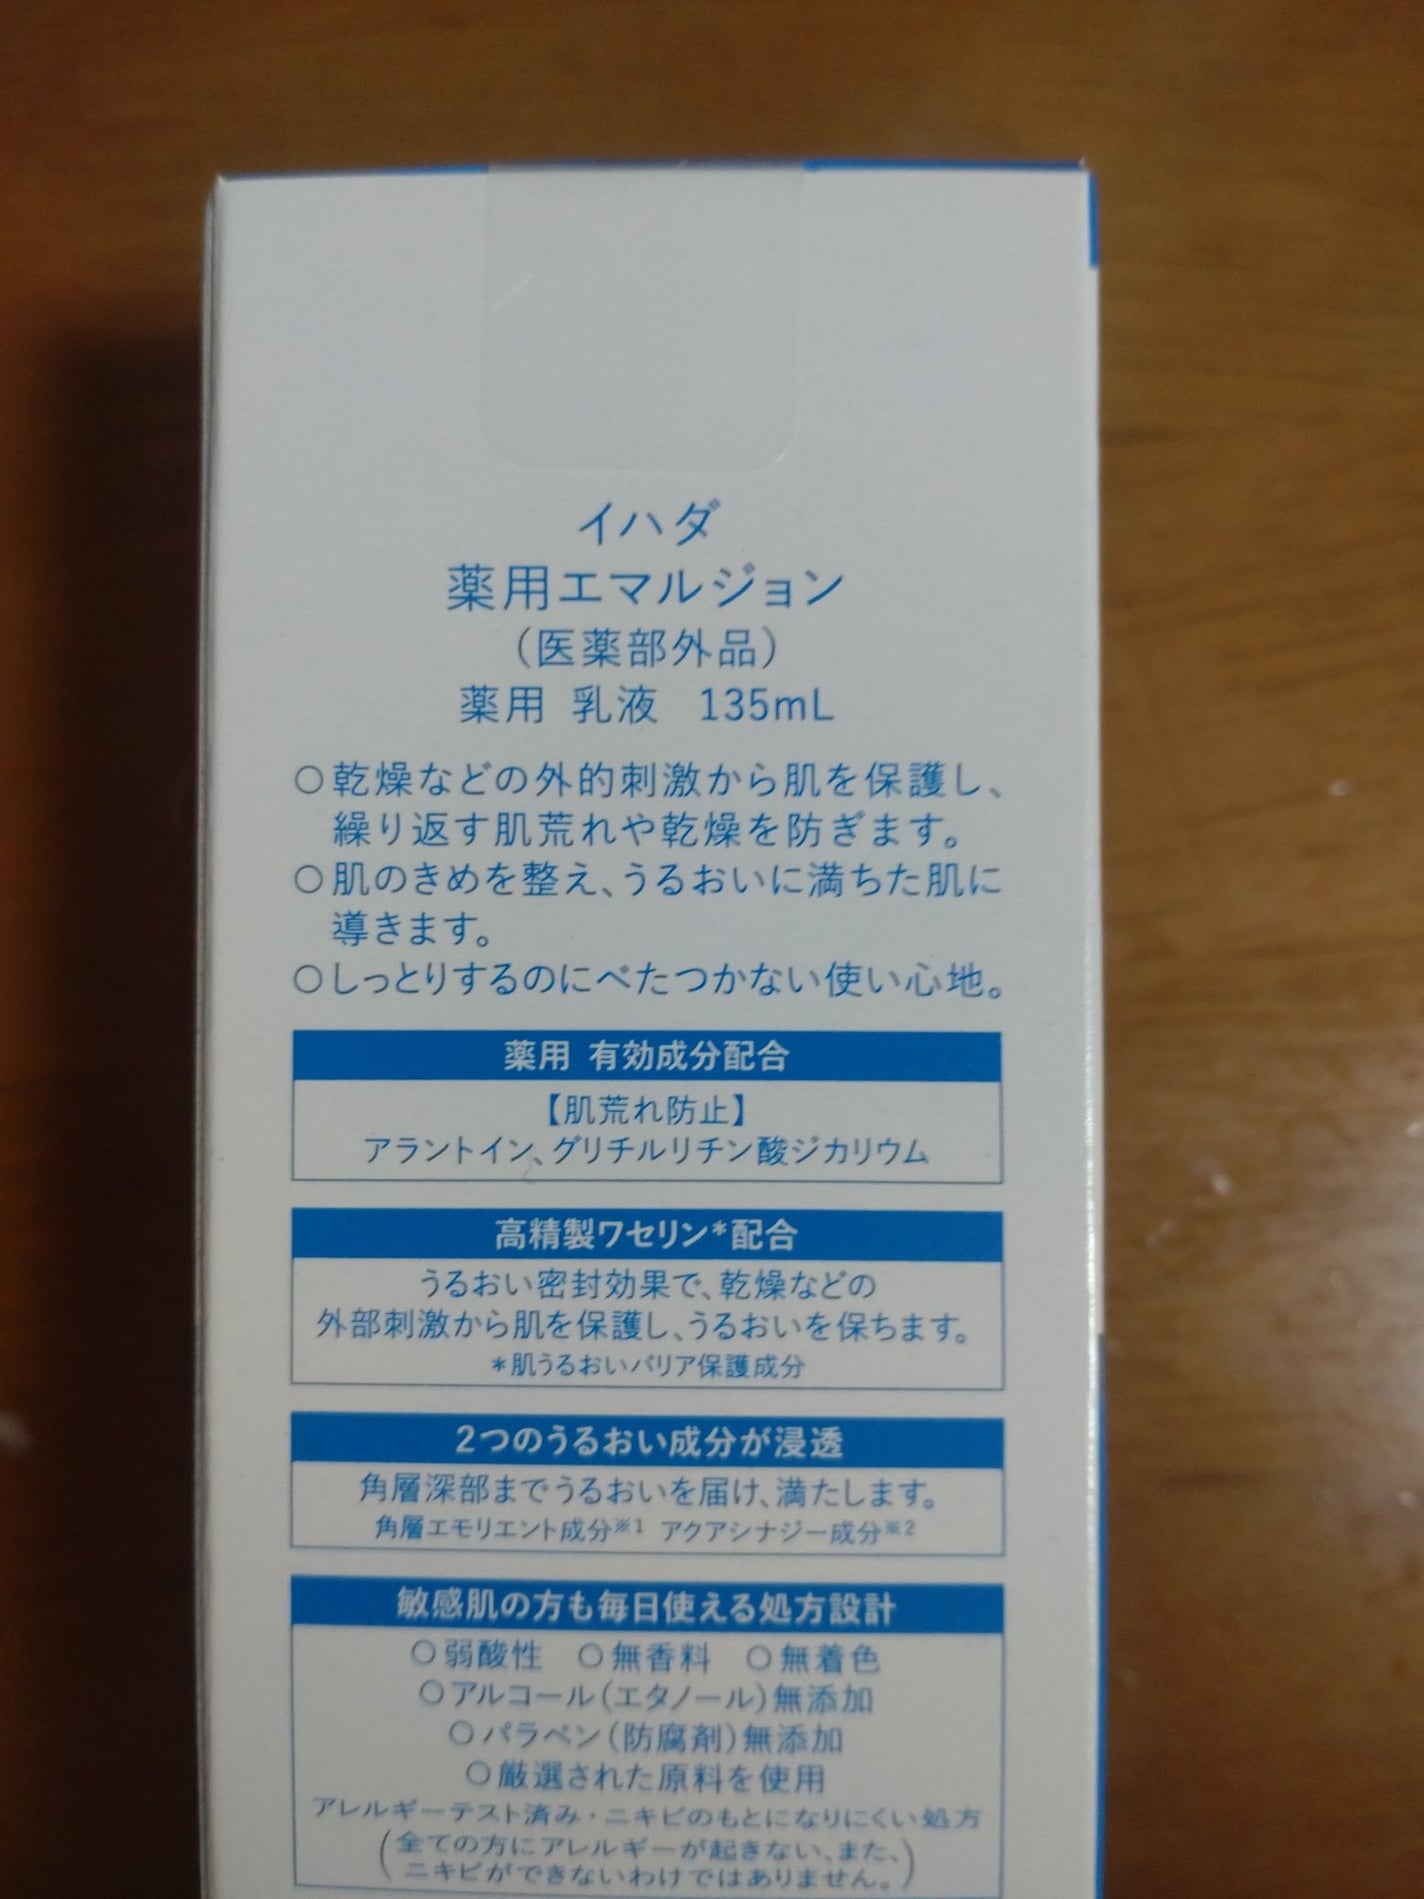 イハダ
薬用エマルジョン
(医薬部外品)
薬用 乳液 135mL
○乾燥などの外的刺激から肌を保護し、
繰り返す肌荒れや乾燥を防ぎます。
○肌のきめを整え、うるおいに満ちた肌に
導きます。
○しっとりするのにべたつかない使い心地。
薬用 有効成分配合
【肌荒れ防止】
アラントイン、グリチルリチン酸ジカリウム
高精製ワセリン*配合
うるおい密封効果で、乾燥などの
外部刺激から肌を保護し、うるおいを保ちます。
*肌うるおいバリア保護成分
2つのうるおい成分が浸透
角層深部までうるおいを届け、満たします。
角層エモリエント成分※1 アクアシナジー成分※2
敏感肌の方も毎日使える処方設計
○弱酸性 ○無香料 ○無着色
○アルコール(エタノール)無添加
○パラベン(防腐剤)無添加
○厳選された原料を使用
アレルギーテスト済み・ニキビのもとになりにくい処方
(全ての方にアレルギーが起きない、また、
ニキビができないわけではありません。)